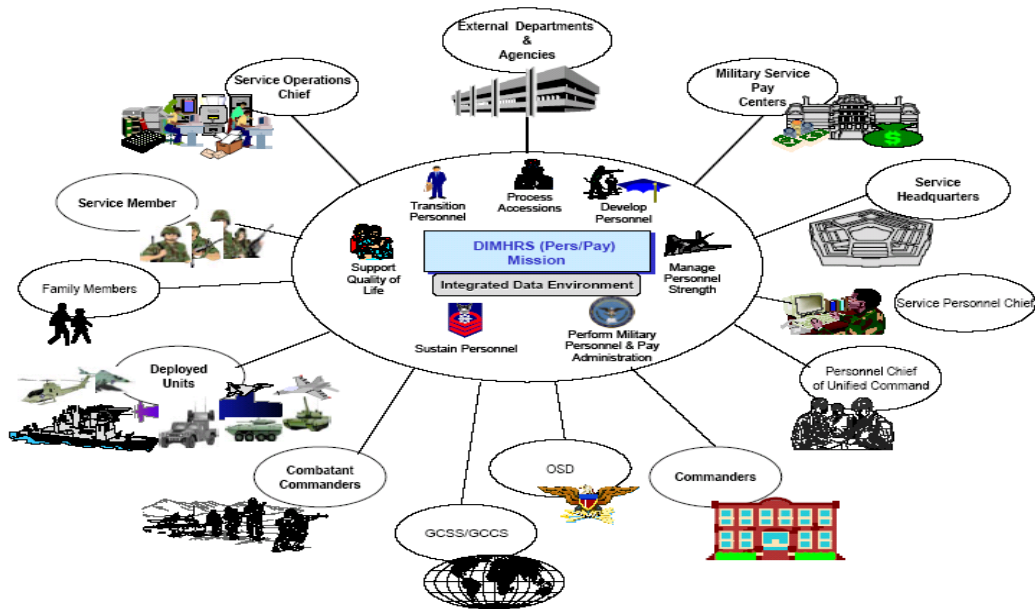 External Departments
&
Agencies
Service Operations
Chief
Military Service
Pay
Centers
Service Member
Service
Headquarters
Transition
Personnel
Process
Accessions
Develop
Personnel
DIMHRS (Pers/Pay)
Mission
Integrated Data Environment
Support
Quality of
Life
Manage
Personnel
Strength
Sustain Personnel
Perform Military
Personnel & Pay
Administration
Family Members
Service Personnel Chief
Deployed
Units
Personnel Chief
of Unified Command
Combatant
Commanders
OSD
Commanders
GCSS/GCCS
$